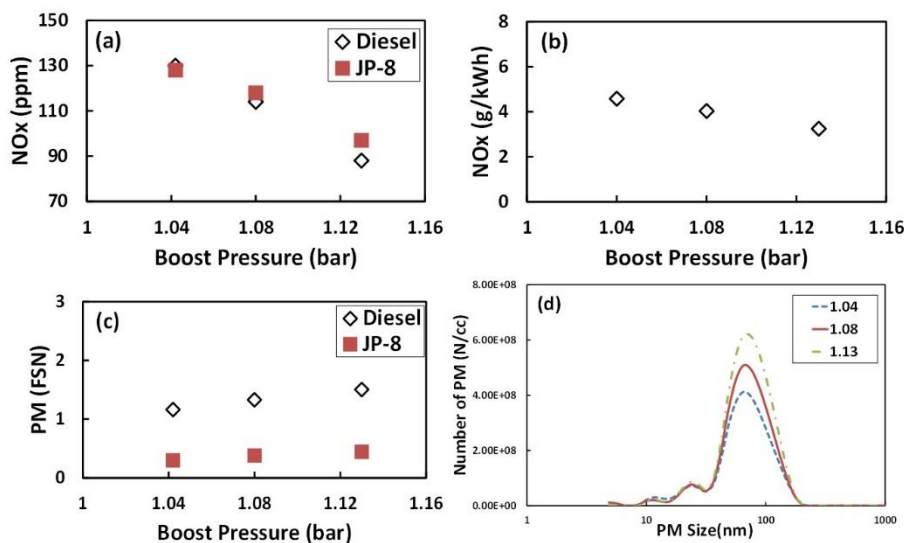 (a)
Diesel
JP-8
NOx (ppm)
150
130
110
90
70
1 1.04 1.08 1.12 1.16
Boost Pressure (bar)
(b)
NOx (g/kWh)
8
6
4
2
0
1 1.04 1.08 1.12 1.16
Boost Pressure (bar)
(c)
Diesel
JP-8
PM (FSN)
3
2
1
0
1 1.04 1.08 1.12 1.16
Boost Pressure (bar)
(d)
1.04
1.08
1.13
Number of PM (N/cc)
8.00E+08
6.00E+08
4.00E+08
2.00E+08
0.00E+00
1 10 100 1000
PM Size(nm)